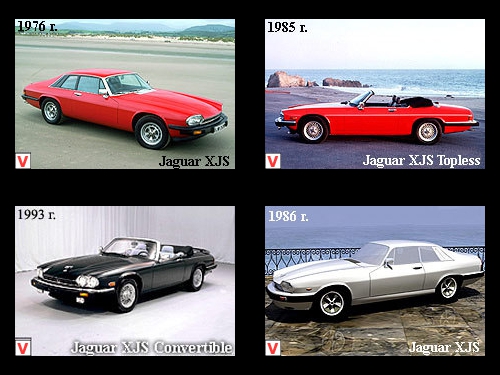 1976 г.
Jaguar XJS
V
1985 г.
Jaguar XJS Topless
V
1993 г.
Jaguar XJS Convertible
V
1986 г.
Jaguar XJS
V